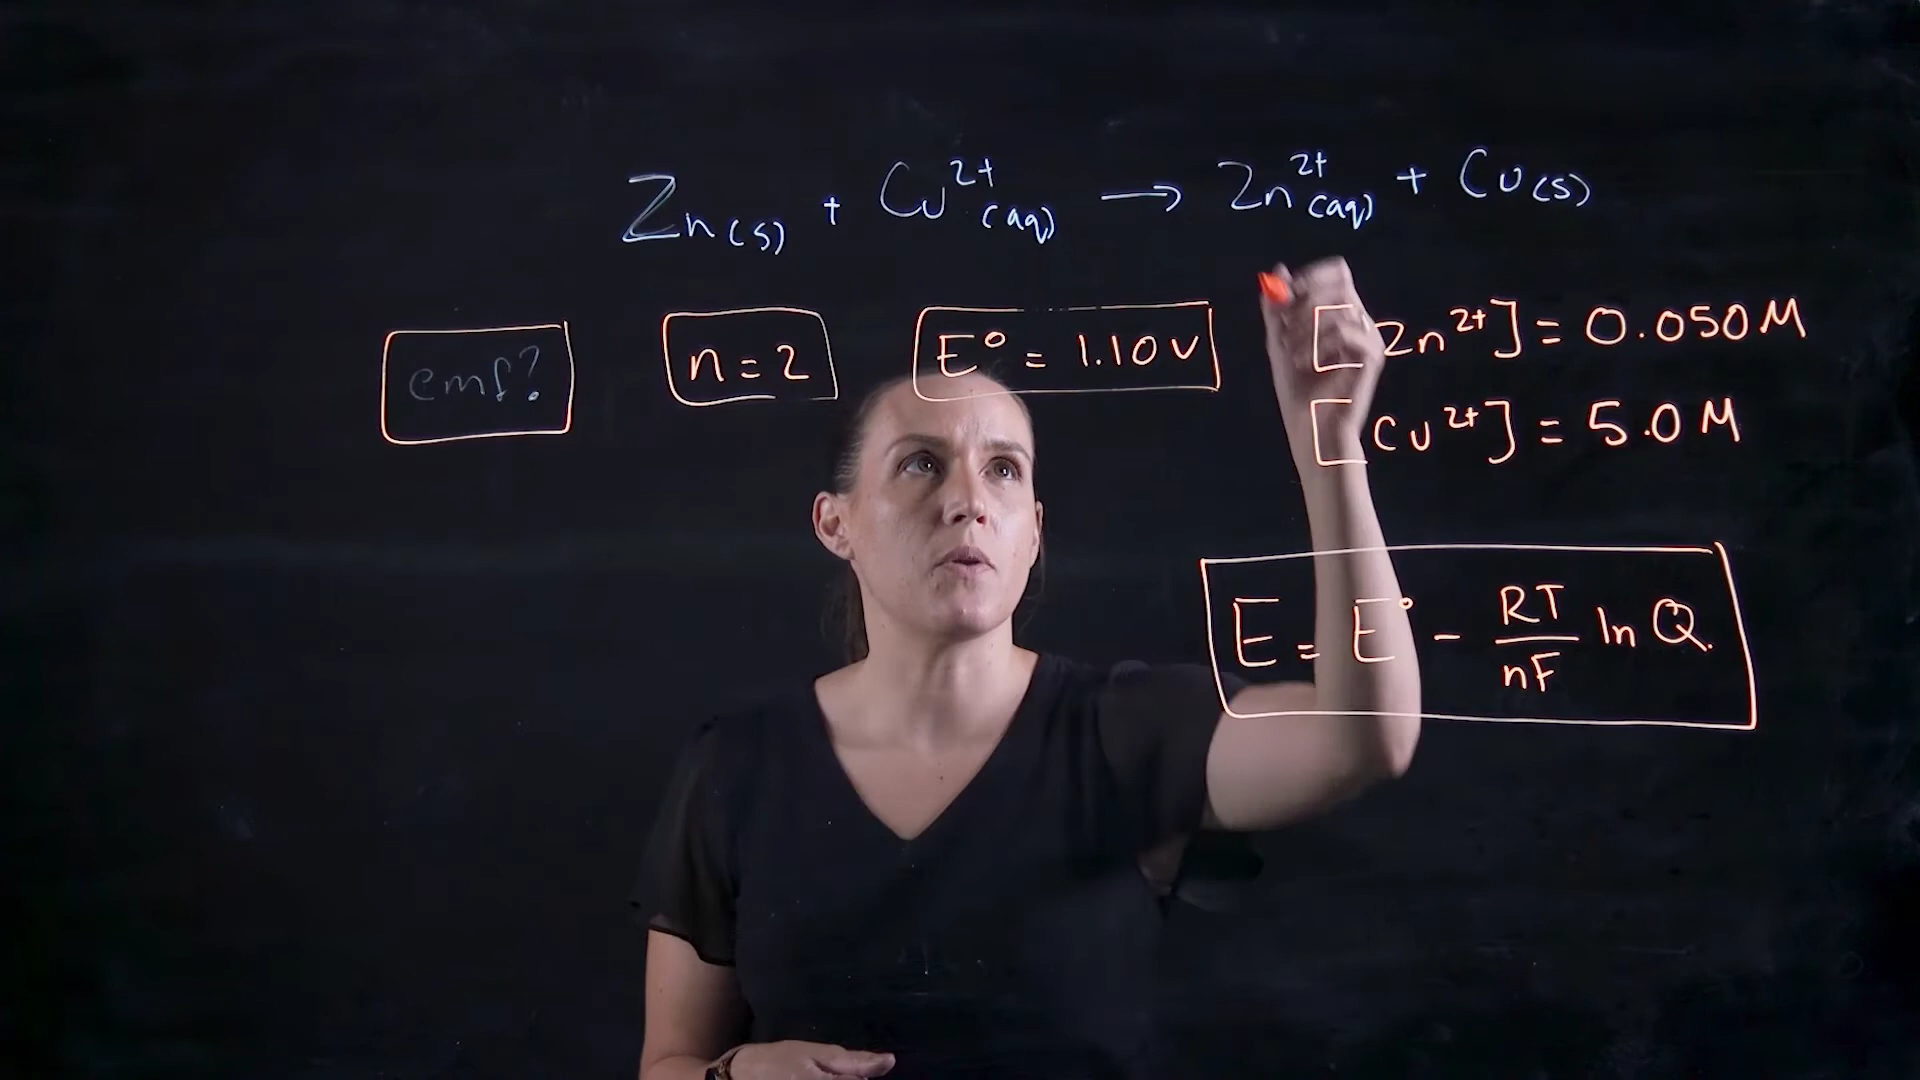 Zn(s) + Cu²⁺(aq) → Zn²⁺(aq) + Cu(s)
emf?
n = 2
E° = 1.10 V
[Zn²⁺] = 0.050 M
[Cu²⁺] = 5.0 M
E = E° - RT/nF ln Q.